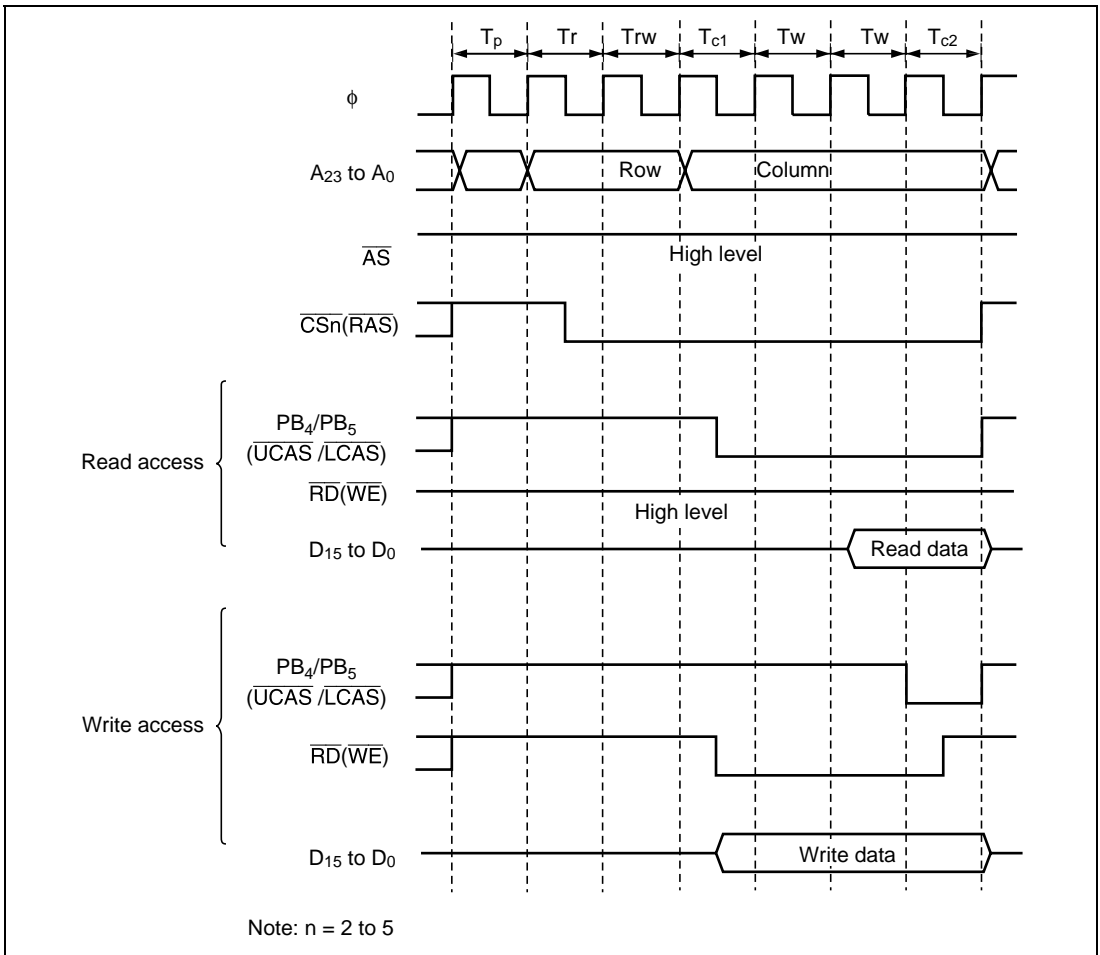 Tp Tr Trw Tc1 Tw Tw Tc2
φ
A23 to A0 Row Column
AS High level
CSn(RAS)
PB4/PB5
(UCAS /LCAS)
Read access
RD(WE) High level
D15 to D0 Read data
PB4/PB5
(UCAS /LCAS)
Write access
RD(WE)
D15 to D0 Write data
Note: n = 2 to 5